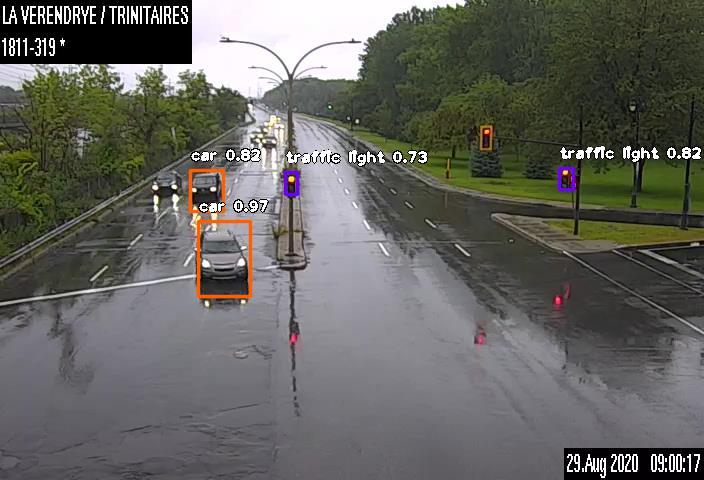 LA VERENDRYE / TRINITAIRES
1811-319 *
car 0.82
traffic light 0.73
traffic light 0.82
car 0.97
29.Aug 2020 09:00:17